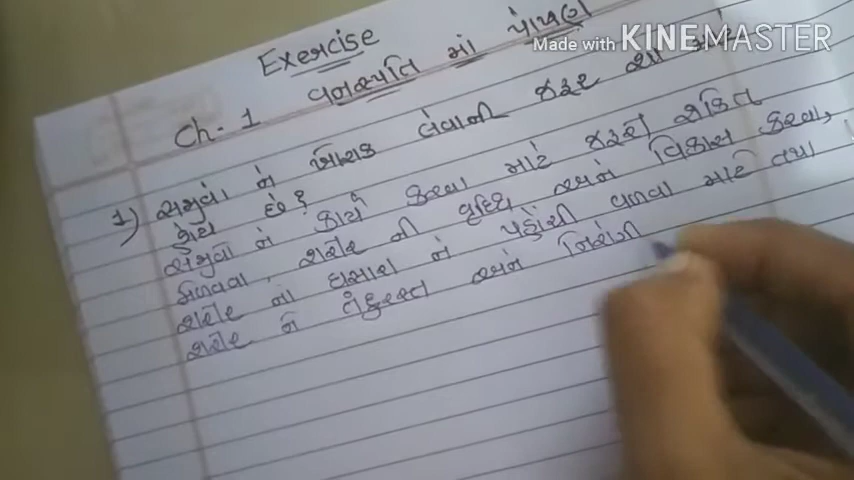 Made with KINEMASTER
Exercise
Ch-1 વનસ્પતિ માં પોષણ
1) સજીવો ને ખોરાક લેવાની જરૂર શા માટે
હોય છે?
સજીવો ને કાર્યો કરવા માટે જરૂરી શક્તિ
મેળવવા, શરીર ની વૃદ્ધિ અને વિકાસ કરવા,
શરીર ના ઘસારા ને પહોંચી વળવા માટે તથા
શરીર ને તંદુરસ્ત અને નિરોગી